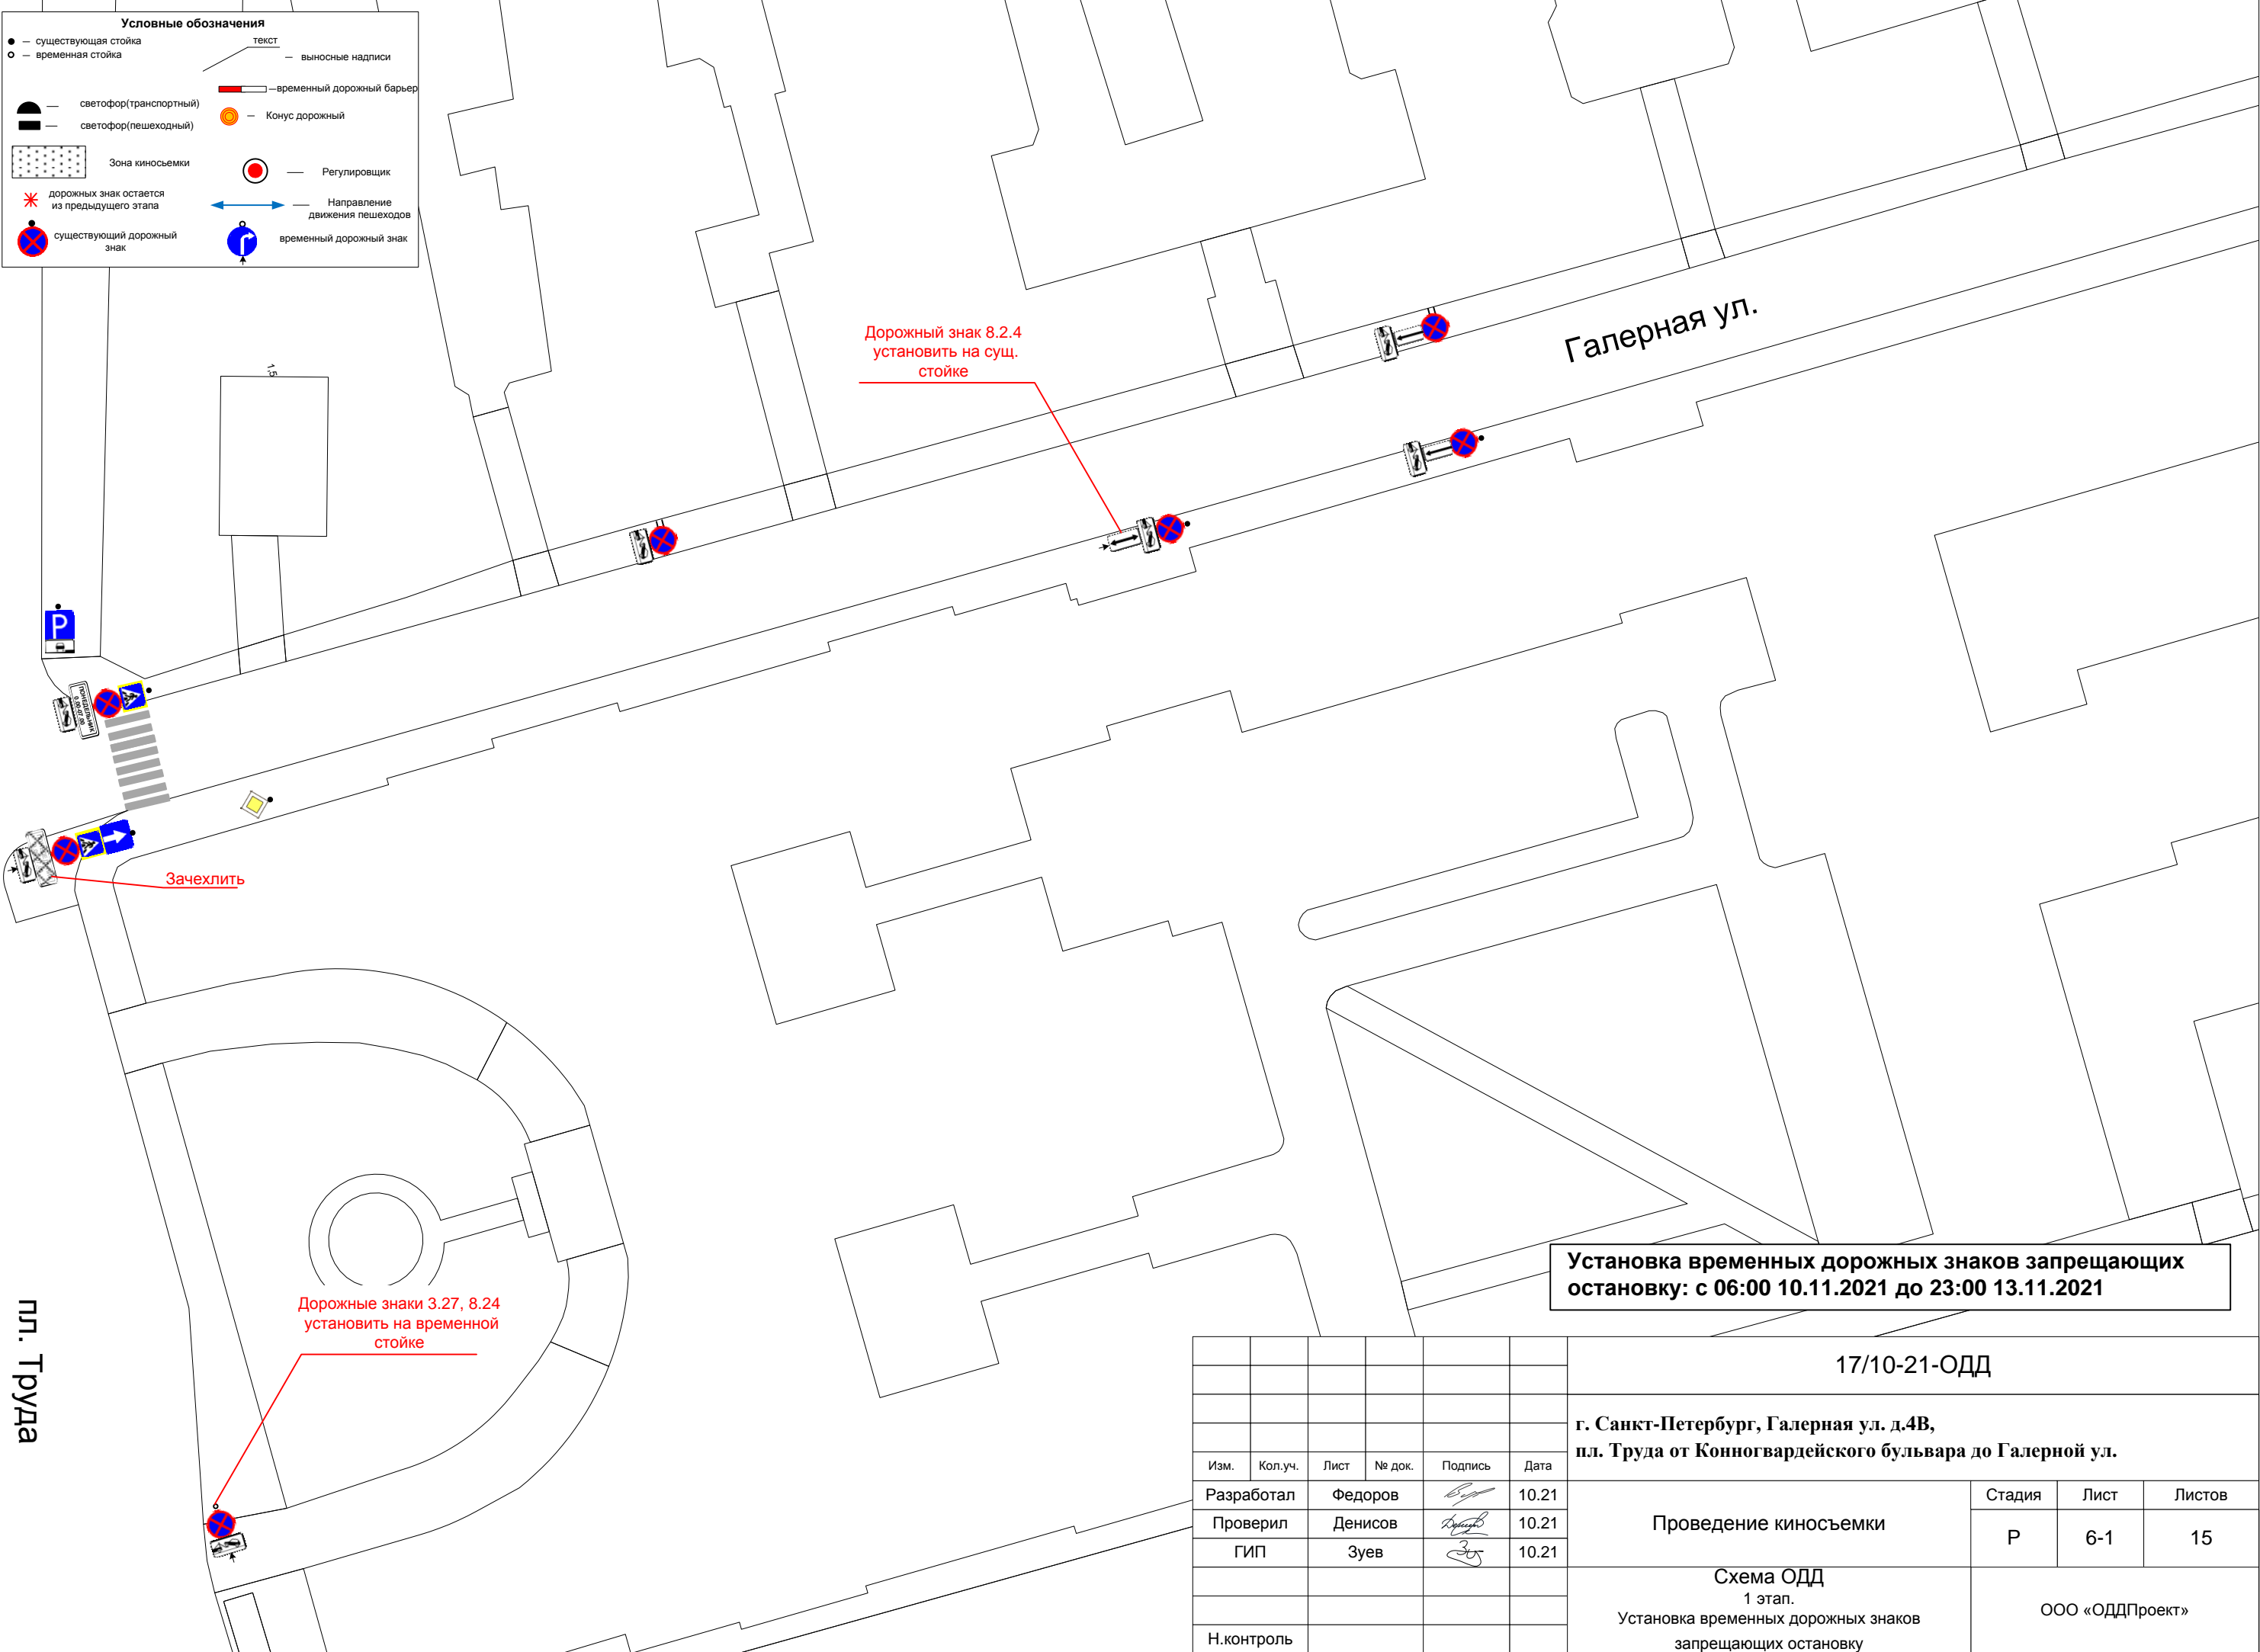 Условные обозначения
— существующая стойка
— временная стойка
текст
— выносные надписи
— светофор(транспортный)
— светофор(пешеходный)
—временный дорожный барьер
— Конус дорожный
Зона киносьемки
— Регулировщик
дорожных знак остается
из предыдущего этапа
— Направление
движения пешеходов
существующий дорожный
знак
временный дорожный знак
1,5
Дорожный знак 8.2.4
установить на сущ.
стойке
Галерная ул.
P
ПОНЕДЕЛЬНИК
0.00-07.00
Зачехлить
Дорожные знаки 3.27, 8.24
установить на временной
стойке
пл. Труда
Установка временных дорожных знаков запрещающих
остановку: с 06:00 10.11.2021 до 23:00 13.11.2021
17/10-21-ОДД
г. Санкт-Петербург, Галерная ул. д.4В,
пл. Труда от Конногвардейского бульвара до Галерной ул.
Изм. Кол.уч. Лист № док. Подпись Дата
Разработал Федоров 10.21
Проверил Денисов 10.21
ГИП Зуев 10.21
Н.контроль
Проведение киносъемки
Стадия Лист Листов
Р 6-1 15
Схема ОДД
1 этап.
Установка временных дорожных знаков
запрещающих остановку
ООО «ОДДПроект»